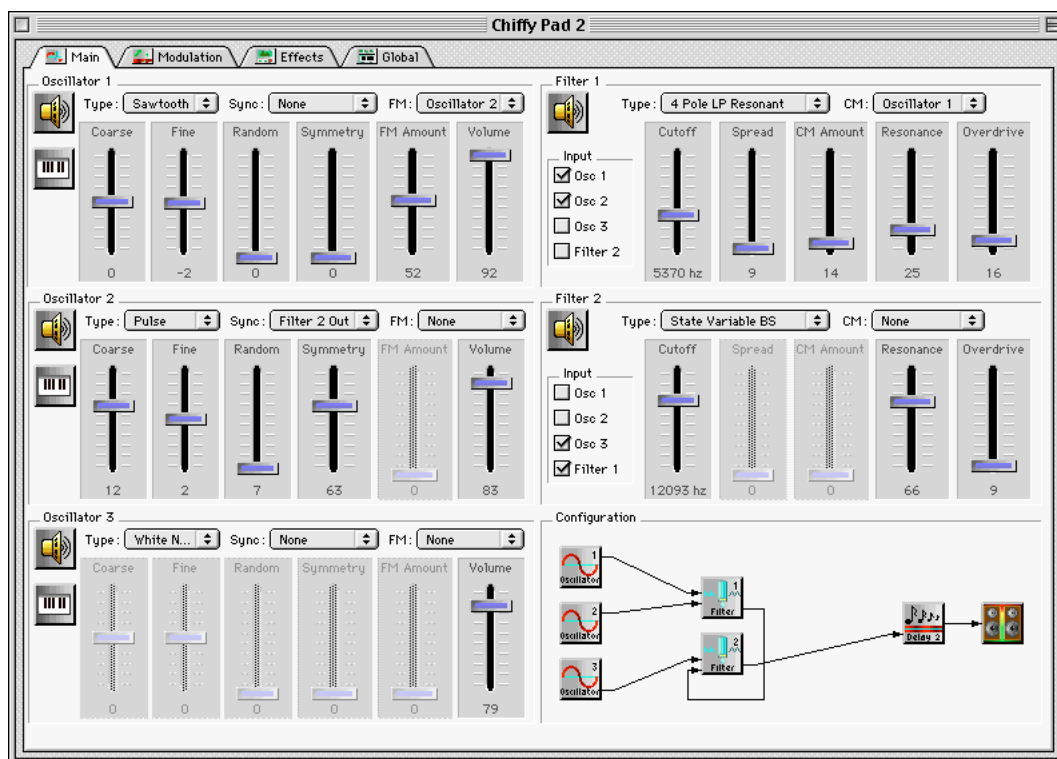 Chiffy Pad 2
Main Modulation Effects Global
Oscillator 1
Type: Sawtooth Sync: None FM: Oscillator 2
Coarse Fine Random Symmetry FM Amount Volume
0 -2 0 0 52 92
Filter 1
Type: 4 Pole LP Resonant CM: Oscillator 1
Cutoff Spread CM Amount Resonance Overdrive
Input
Osc 1
Osc 2
Osc 3
Filter 2
5370 hz 9 14 25 16
Oscillator 2
Type: Pulse Sync: Filter 2 Out FM: None
Coarse Fine Random Symmetry FM Amount Volume
12 2 7 63 0 83
Filter 2
Type: State Variable BS CM: None
Cutoff Spread CM Amount Resonance Overdrive
Input
Osc 1
Osc 2
Osc 3
Filter 1
12093 hz 0 0 66 9
Oscillator 3
Type: White N... Sync: None FM: None
Coarse Fine Random Symmetry FM Amount Volume
0 0 0 0 0 79
Configuration
1
Oscillator
2
Oscillator
3
Oscillator
1
Filter
2
Filter
Delay 2